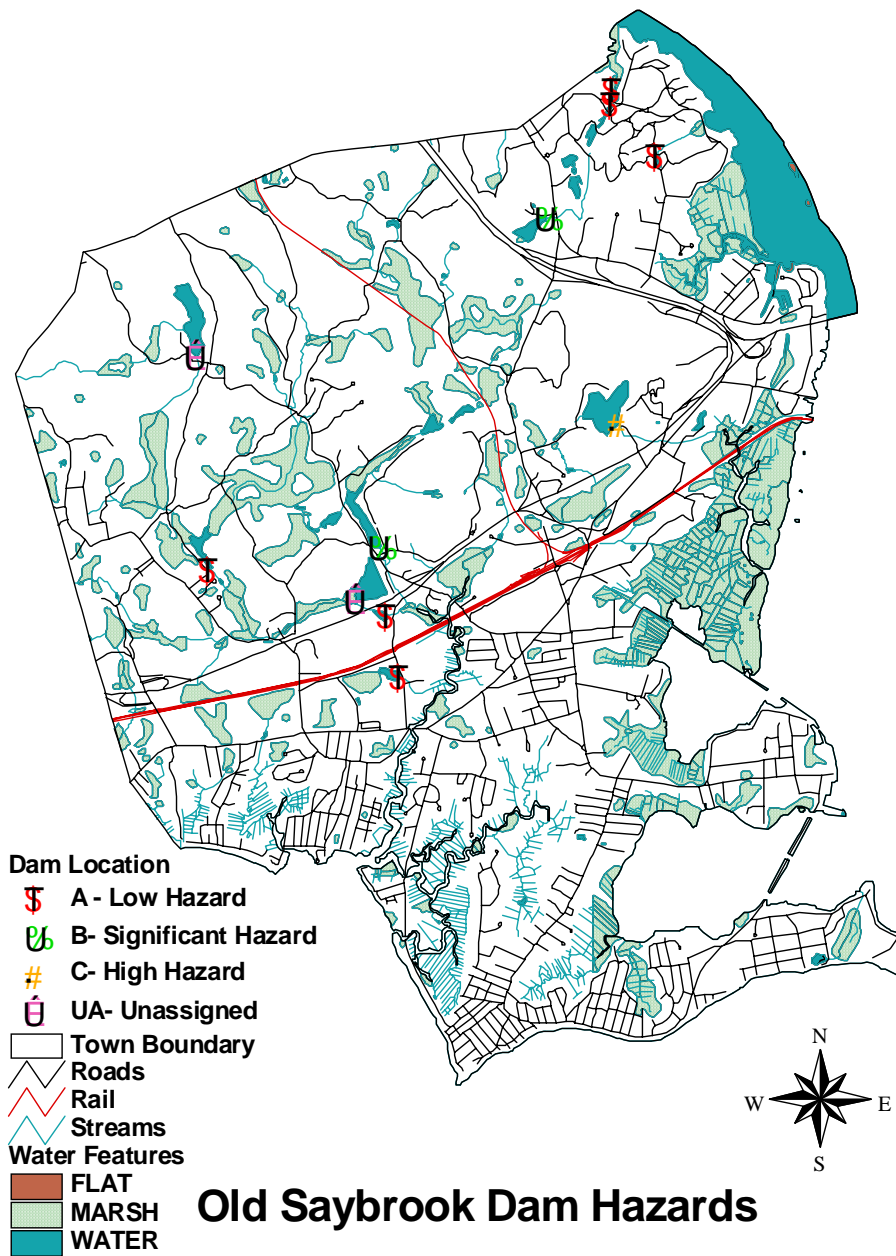 Dam Location
A - Low Hazard
B- Significant Hazard
C- High Hazard
UA- Unassigned
Town Boundary
Roads
Rail
Streams
Water Features
FLAT
MARSH
WATER
N
W E
S
Old Saybrook Dam Hazards